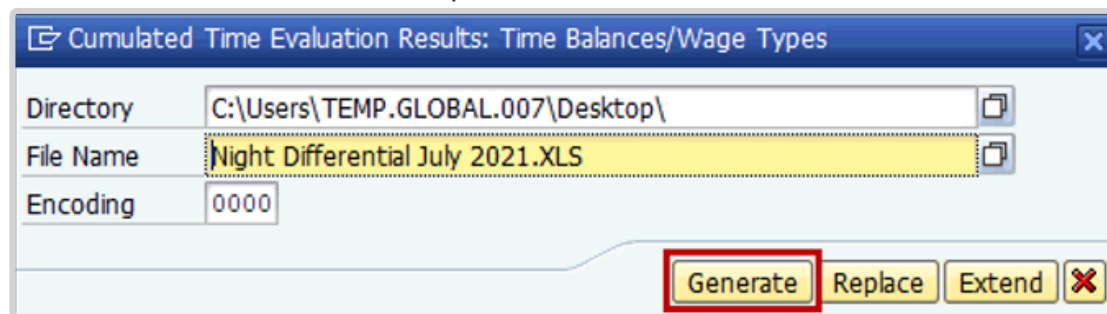 Cumulated Time Evaluation Results: Time Balances/Wage Types
Directory C:\Users\TEMP.GLOBAL.007\Desktop\
File Name Night Differential July 2021.XLS
Encoding 0000
Generate Replace Extend